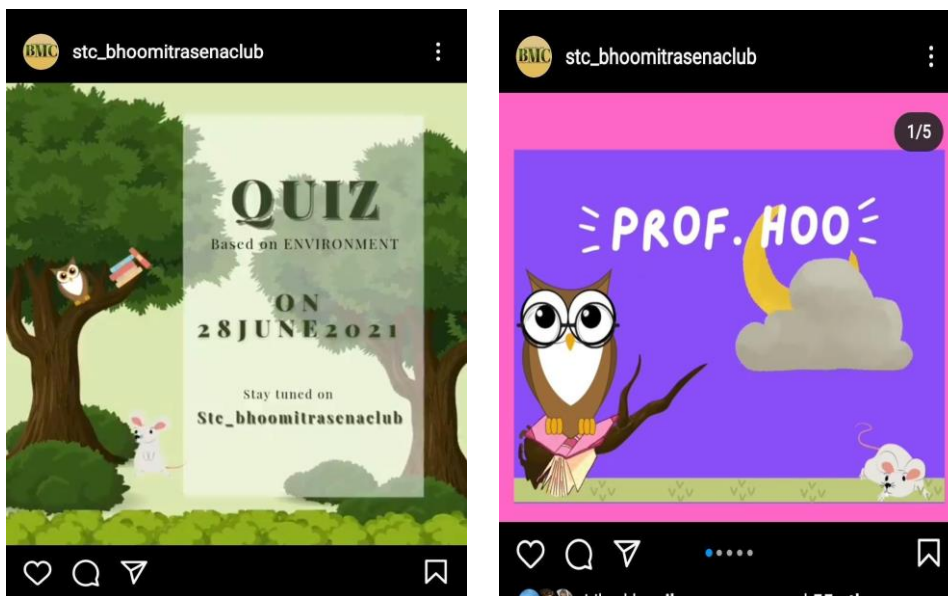 BMC stc_bhoomitrasenaclub
QUIZ
Based on ENVIRONMENT
ON
28JUNE2021
Stay tuned on
Stc_bhoomitrasenaclub
BMC stc_bhoomitrasenaclub
1/5
PROF. HOO